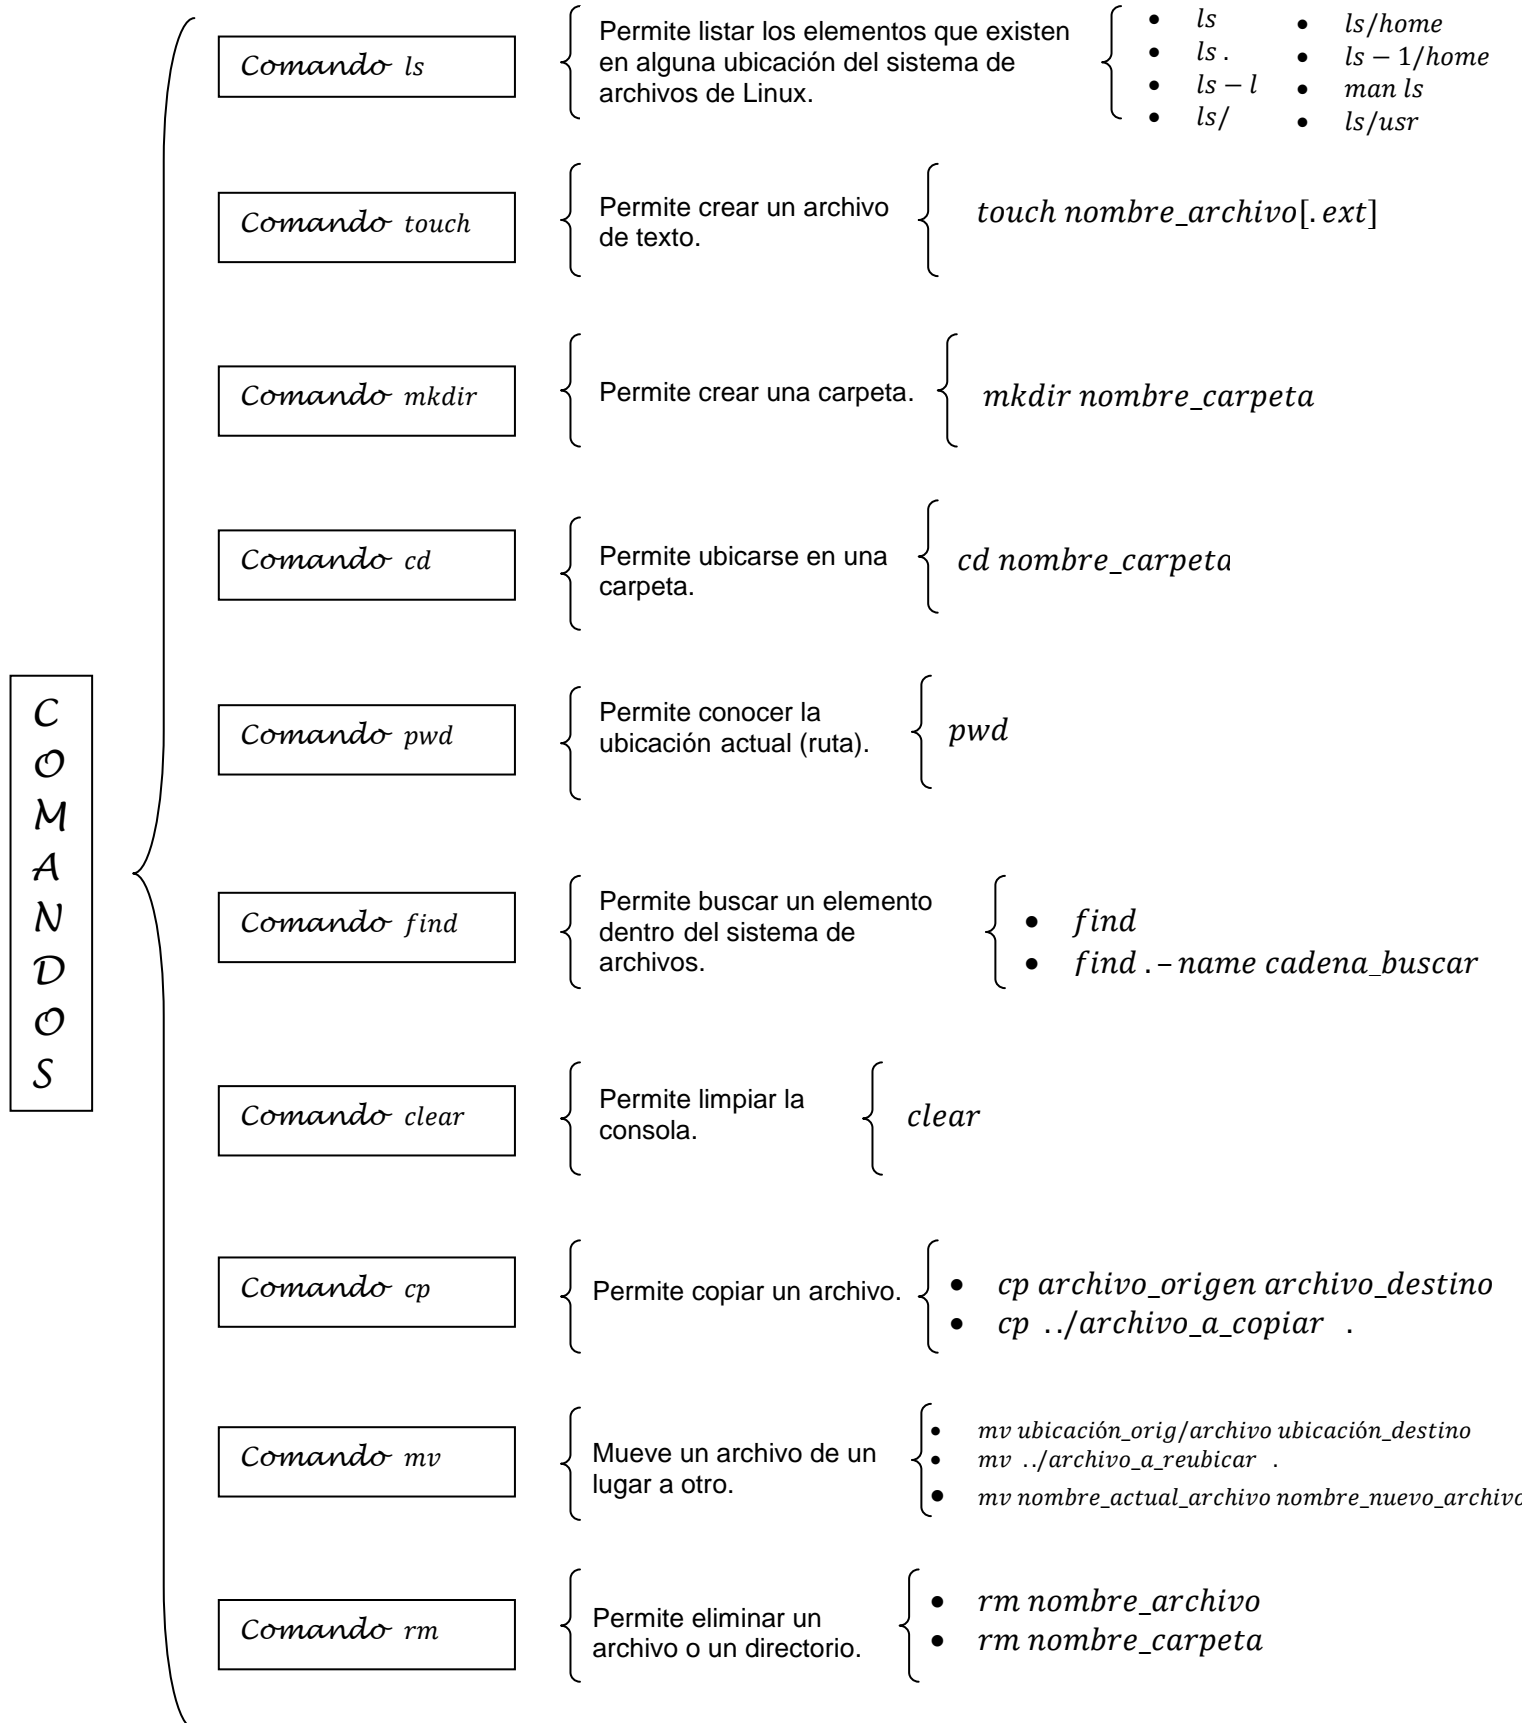 C
O
M
A
N
D
O
S
Comando ls
Permite listar los elementos que existen
en alguna ubicación del sistema de
archivos de Linux.
• ls
• ls .
• ls − l
• ls/
• ls/home
• ls − 1/home
• man ls
• ls/usr
Comando touch
Permite crear un archivo
de texto.
touch nombre_archivo[. ext]
Comando mkdir
Permite crear una carpeta.
mkdir nombre_carpeta
Comando cd
Permite ubicarse en una
carpeta.
cd nombre_carpeta
Comando pwd
Permite conocer la
ubicación actual (ruta).
pwd
Comando find
Permite buscar un elemento
dentro del sistema de
archivos.
• find
• find . −name cadena_buscar
Comando clear
Permite limpiar la
consola.
clear
Comando cp
Permite copiar un archivo.
• cp archivo_origen archivo_destino
• cp ../archivo_a_copiar .
Comando mv
Mueve un archivo de un
lugar a otro.
• mv ubicación_orig/archivo ubicación_destino
• mv ../archivo_a_reubicar .
• mv nombre_actual_archivo nombre_nuevo_archivo
Comando rm
Permite eliminar un
archivo o un directorio.
• rm nombre_archivo
• rm nombre_carpeta